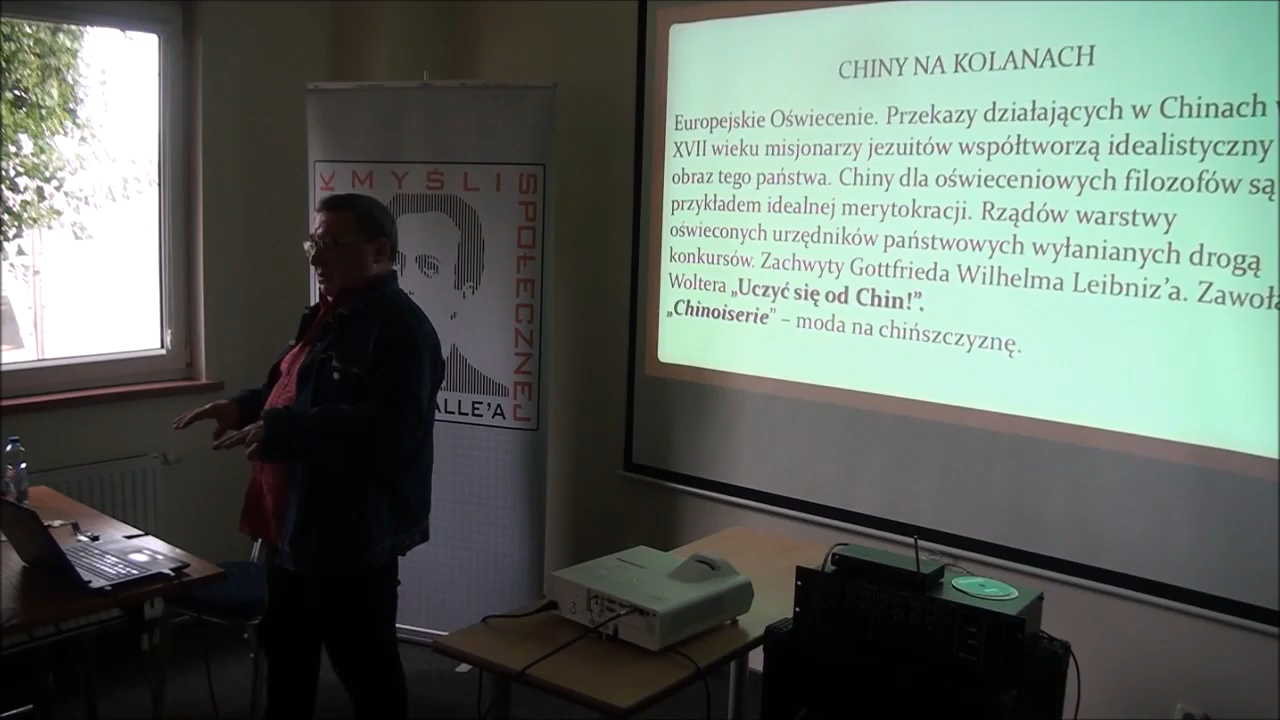 CHINY NA KOLANACH
Europejskie Oświecenie. Przekazy działających w Chinach w
XVII wieku misjonarzy jezuitów współtworzą idealistyczny
obraz tego państwa. Chiny dla oświeceniowych filozofów są
przykładem idealnej merytokracji. Rządów warstwy
oświeconych urzędników państwowych wyłanianych drogą
konkursów. Zachwyty Gottfrieda Wilhelma Leibniz’a. Zawoła
Woltera „Uczyć się od Chin!”.
„Chinoiserie” – moda na chińszczyznę.
K MYŚLI
SPOŁECZNEJ
ALLE’A
3